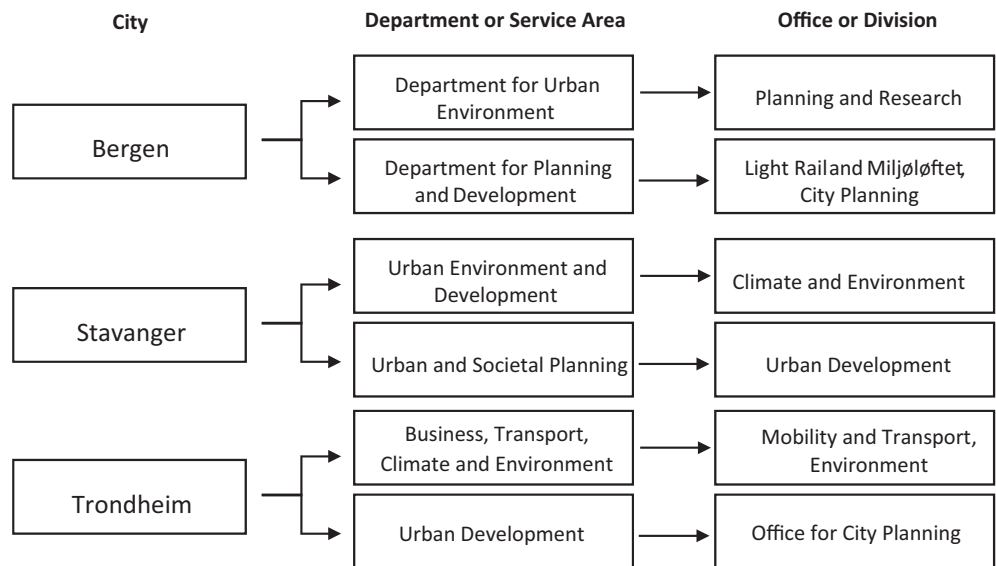 City
Department or Service Area
Office or Division
Bergen
Department for Urban
Environment
Planning and Research
Department for Planning
and Development
Light Rail and Miljøløftet,
City Planning
Stavanger
Urban Environment and
Development
Climate and Environment
Urban and Societal Planning
Urban Development
Trondheim
Business, Transport,
Climate and Environment
Mobility and Transport,
Environment
Urban Development
Office for City Planning